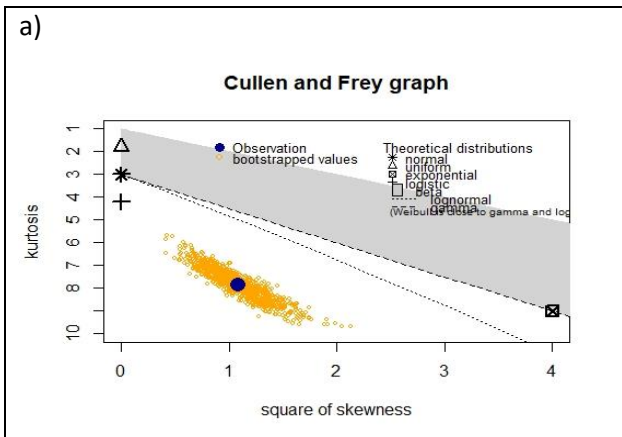 a)
Cullen and Frey graph
Observation
bootstrapped values
Theoretical distributions
normal
uniform
exponential
logistic
beta
lognormal
gamma
(Weibull is close to gamma and log
kurtosis
1
2
3
4
5
6
7
8
10
0
1
2
3
4
square of skewness